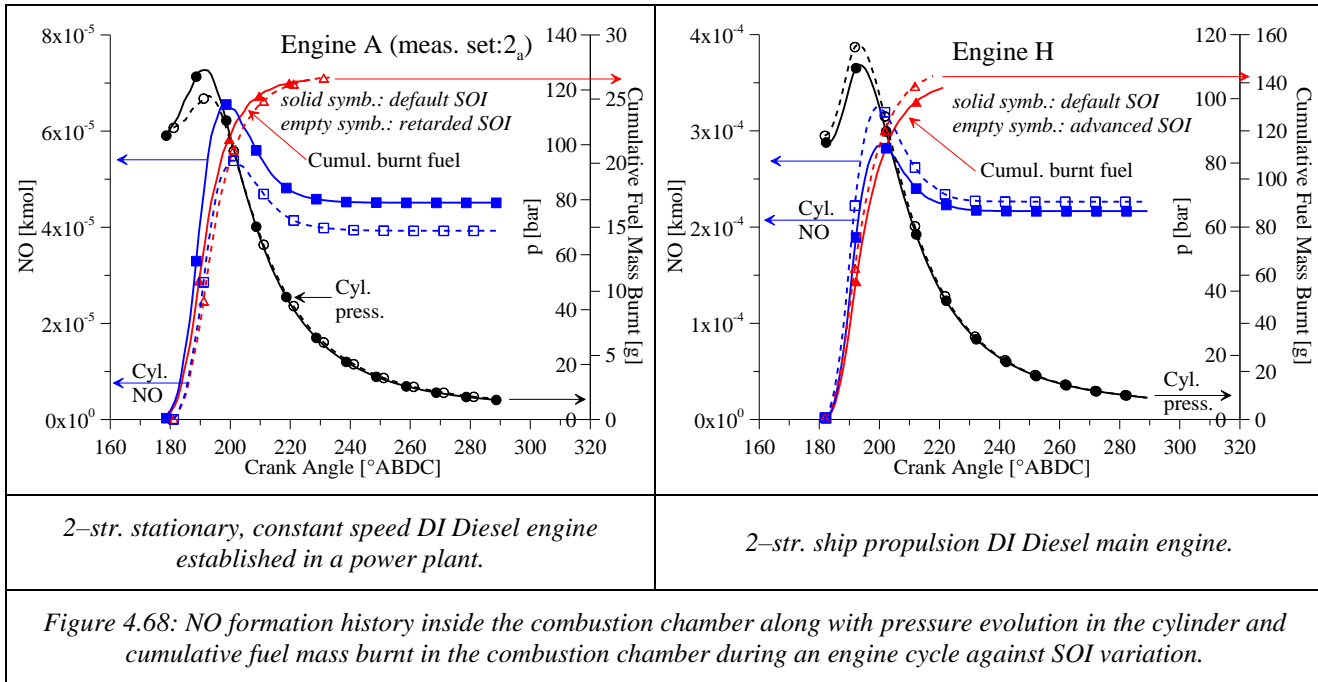 Engine A (meas. set:2a)
solid symb.: default SOI
empty symb.: retarded SOI
Cumul. burnt fuel
Cyl.
press.
Cyl.
NO
NO [kmol]
8x10-5
6x10-5
4x10-5
2x10-5
0x100
140
120
100
80
60
40
20
0
p [bar]
30
25
20
15
10
5
0
Cumulative Fuel Mass Burnt [g]
160 180 200 220 240 260 280 300 320
Crank Angle [°ABDC]
Engine H
solid symb.: default SOI
empty symb.: advanced SOI
Cumul. burnt fuel
Cyl.
NO
Cyl.
press.
NO [kmol]
4x10-4
3x10-4
2x10-4
1x10-4
0x100
120
100
80
60
40
20
0
p [bar]
160
140
120
100
80
60
40
20
0
Cumulative Fuel Mass Burnt [g]
160 180 200 220 240 260 280 300 320
Crank Angle [°ABDC]
2–str. stationary, constant speed DI Diesel engine
established in a power plant.
2–str. ship propulsion DI Diesel main engine.
Figure 4.68: NO formation history inside the combustion chamber along with pressure evolution in the cylinder and
cumulative fuel mass burnt in the combustion chamber during an engine cycle against SOI variation.